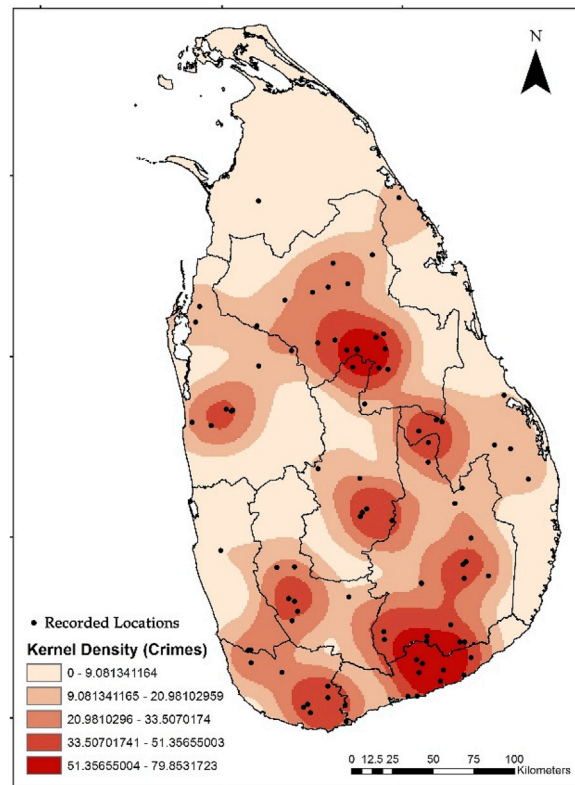 N
Recorded Locations
Kernel Density (Crimes)
0 - 9.081341164
9.081341165 - 20.98102959
20.9810296 - 33.5070174
33.50701741 - 51.35655003
51.35655004 - 79.8531723
0 12.5 25 50 75 100
Kilometers